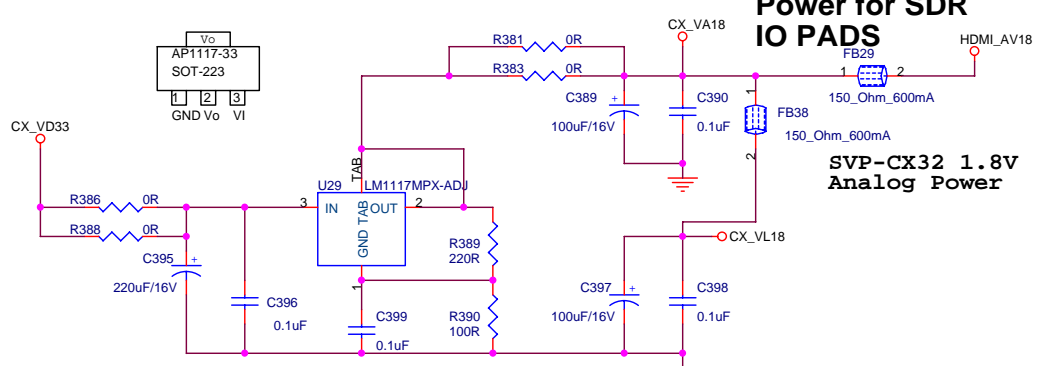 Power for SDR
IO PADS
CX_VA18
HDMI_AV18
R381 0R
R383 0R
FB29
1 2
150_Ohm_600mA
Vo
AP1117-33
SOT-223
1 2 3
GND Vo VI
C389
+
100uF/16V
C390
0.1uF
1
FB38
150_Ohm_600mA
2
SVP-CX32 1.8V
Analog Power
CX_VD33
TAB
U29 LM1117MPX-ADJ
3 IN TAB OUT 2
GND
1
R386 0R
R388 0R
C395
+
220uF/16V
C396
0.1uF
C399
0.1uF
R389
220R
R390
100R
CX_VL18
C397
+
100uF/16V
C398
0.1uF